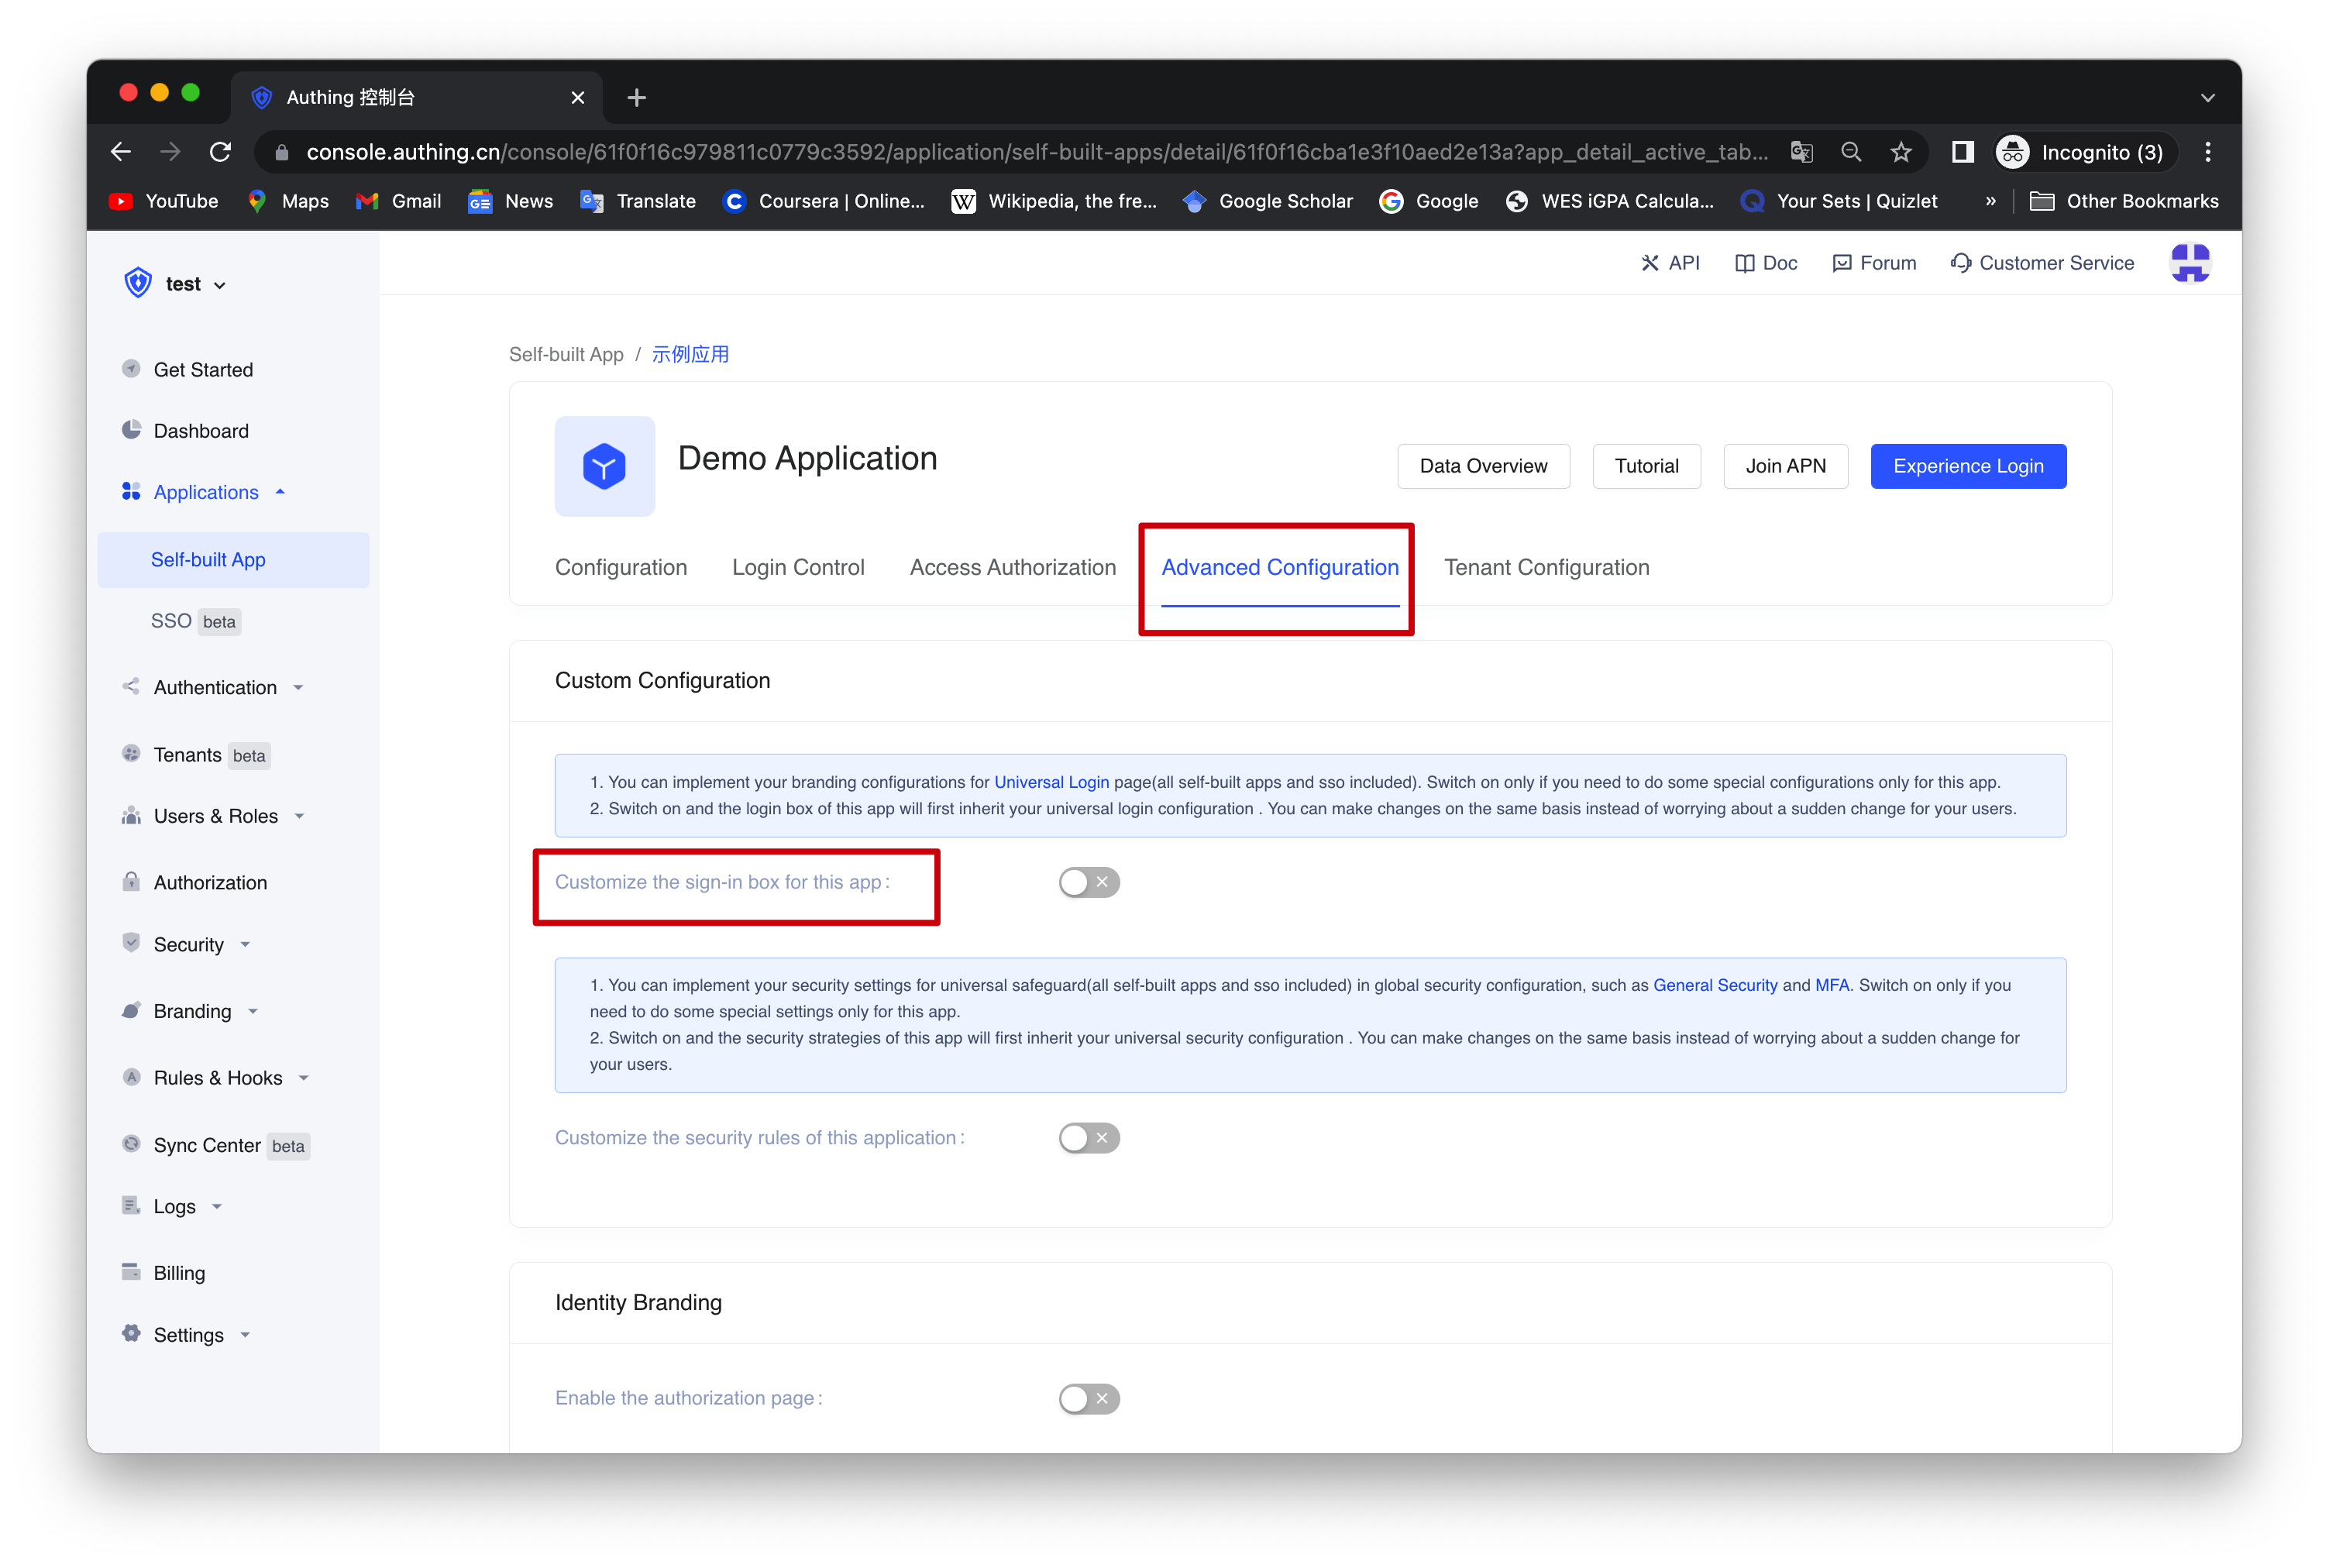 Authing 控制台
console.authing.cn/console/61f0f16c979811c0779c3592/application/self-built-apps/detail/61f0f16cba1e3f10aed2e13a?app_detail_active_tab...
Incognito (3)
YouTube
Maps
Gmail
News
Translate
Coursera | Online...
Wikipedia, the fre...
Google Scholar
Google
WES iGPA Calcula...
Your Sets | Quizlet
»
Other Bookmarks
test
API
Doc
Forum
Customer Service
Get Started
Dashboard
Applications
Self-built App
SSO beta
Authentication
Tenants beta
Users & Roles
Authorization
Security
Branding
Rules & Hooks
Sync Center beta
Logs
Billing
Settings
Self-built App / 示例应用
Demo Application
Data Overview
Tutorial
Join APN
Experience Login
Configuration
Login Control
Access Authorization
Advanced Configuration
Tenant Configuration
Custom Configuration
1. You can implement your branding configurations for Universal Login page(all self-built apps and sso included). Switch on only if you need to do some special configurations only for this app.
2. Switch on and the login box of this app will first inherit your universal login configuration . You can make changes on the same basis instead of worrying about a sudden change for your users.
Customize the sign-in box for this app:
1. You can implement your security settings for universal safeguard(all self-built apps and sso included) in global security configuration, such as General Security and MFA. Switch on only if you
need to do some special settings only for this app.
2. Switch on and the security strategies of this app will first inherit your universal security configuration . You can make changes on the same basis instead of worrying about a sudden change for
your users.
Customize the security rules of this application:
Identity Branding
Enable the authorization page: